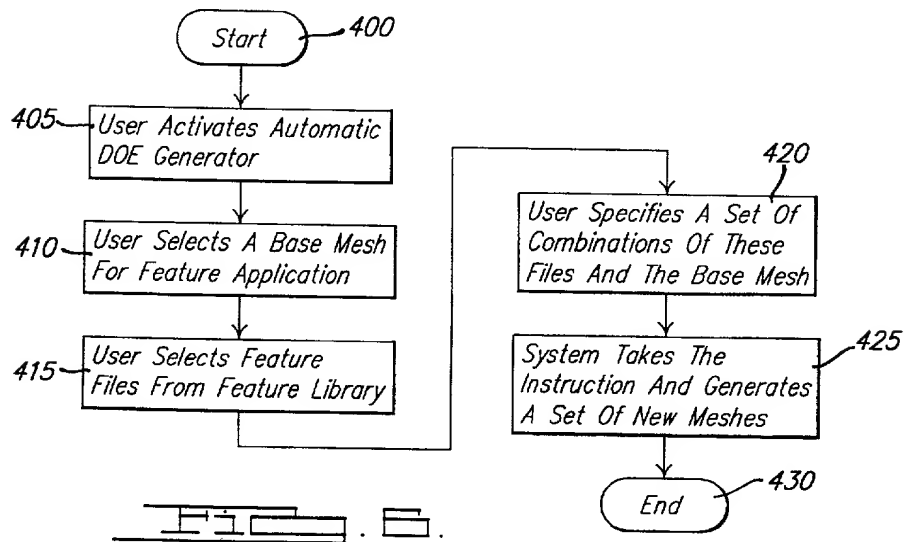 Start
400
405
User Activates Automatic
DOE Generator
410
User Selects A Base Mesh
For Feature Application
415
User Selects Feature
Files From Feature Library
420
User Specifies A Set Of
Combinations Of These
Files And The Base Mesh
System Takes The
Instruction And Generates
A Set Of New Meshes
425
End
430